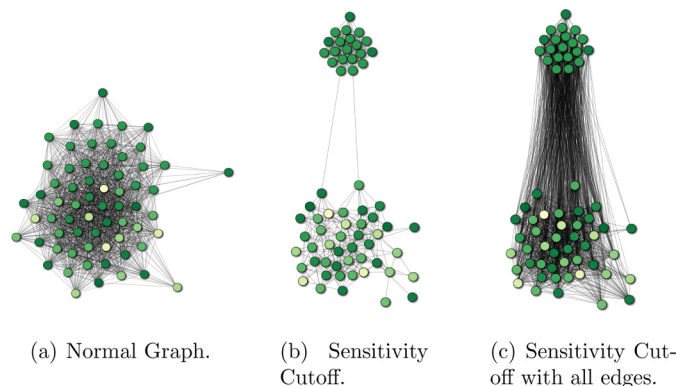 (a) Normal Graph.
(b) Sensitivity
Cutoff.
(c) Sensitivity Cut-
off with all edges.